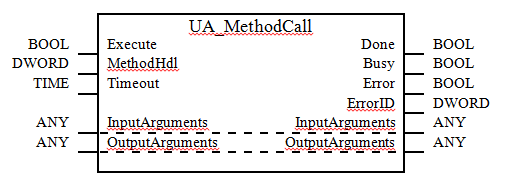 UA_MethodCall
BOOL Execute Done BOOL
DWORD MethodHdl Busy BOOL
TIME Timeout Error BOOL
ErrorID DWORD
ANY InputArguments InputArguments ANY
ANY OutputArguments OutputArguments ANY